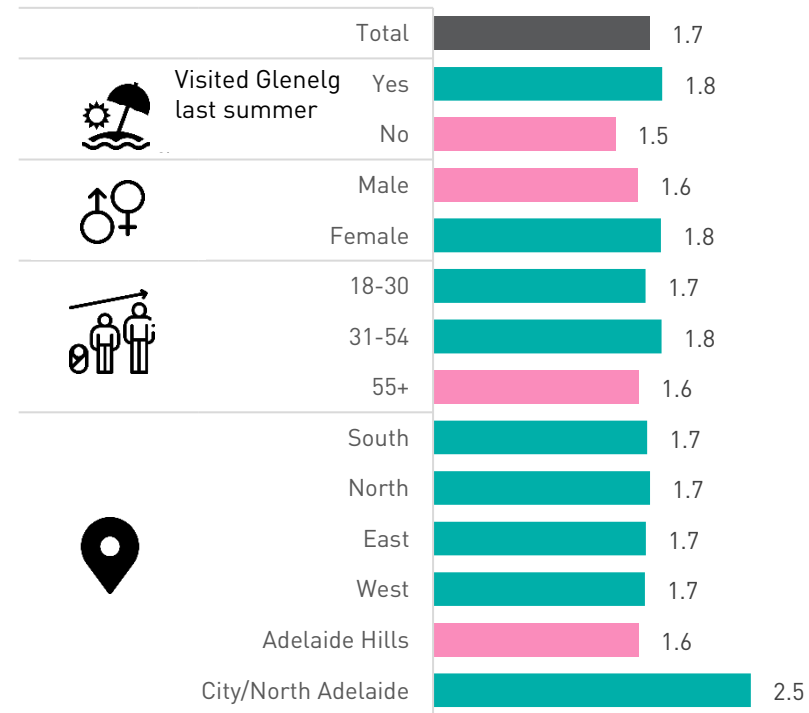 Total 1.7
Visited Glenelg Yes 1.8
last summer
No 1.5
Male 1.6
Female 1.8
18-30 1.7
31-54 1.8
55+ 1.6
South 1.7
North 1.7
East 1.7
West 1.7
Adelaide Hills 1.6
City/North Adelaide 2.5